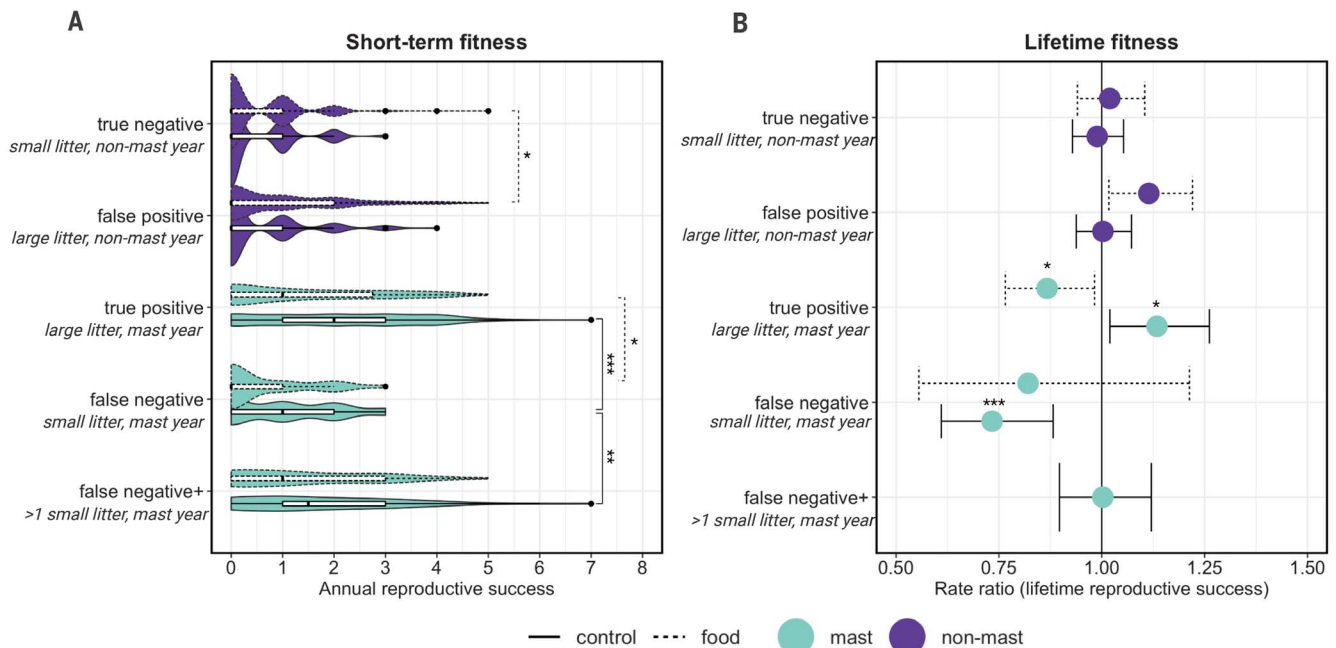 A
Short-term fitness
true negative
small litter, non-mast year
false positive
large litter, non-mast year
true positive
large litter, mast year
false negative
small litter, mast year
false negative+
>1 small litter, mast year
*
*
***
**
0 1 2 3 4 5 6 7 8
Annual reproductive success
B
Lifetime fitness
true negative
small litter, non-mast year
false positive
large litter, non-mast year
true positive
large litter, mast year
false negative
small litter, mast year
false negative+
>1 small litter, mast year
*
*
***
0.50 0.75 1.00 1.25 1.50
Rate ratio (lifetime reproductive success)
control food mast non-mast